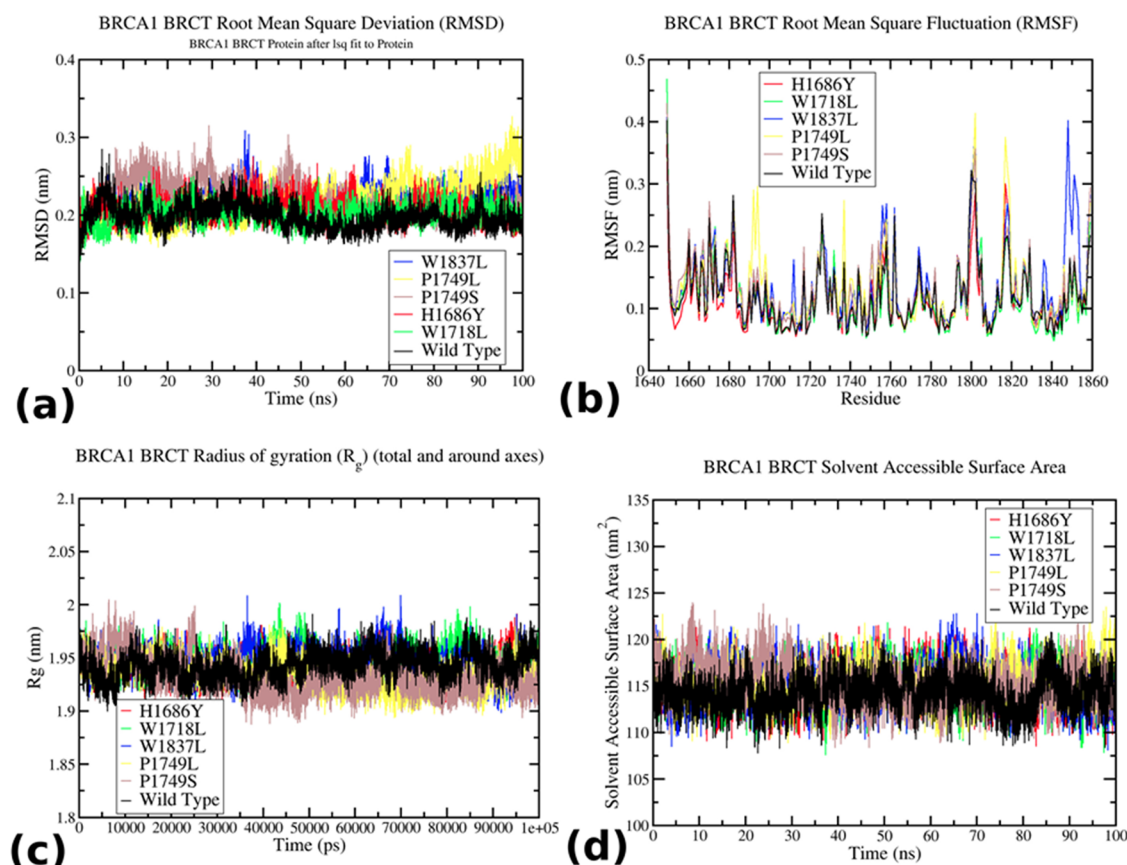 BRCA1 BRCT Root Mean Square Deviation (RMSD)
BRCA1 BRCT Protein after lsq fit to Protein
0.4
0.3
0.2
0.1
0
RMSD (nm)
W1837L
P1749L
P1749S
H1686Y
W1718L
Wild Type
0 10 20 30 40 50 60 70 80 90 100
Time (ns)
(a)
BRCA1 BRCT Root Mean Square Fluctuation (RMSF)
0.5
0.4
0.3
0.2
0.1
0
RMSF (nm)
H1686Y
W1718L
W1837L
P1749L
P1749S
Wild Type
1640 1660 1680 1700 1720 1740 1760 1780 1800 1820 1840 1860
Residue
(b)
BRCA1 BRCT Radius of gyration (Rg) (total and around axes)
2.1
2.05
2
1.95
1.9
1.85
1.8
Rg (nm)
H1686Y
W1718L
W1837L
P1749L
P1749S
Wild Type
0 10000 20000 30000 40000 50000 60000 70000 80000 90000 1e+05
Time (ps)
(c)
BRCA1 BRCT Solvent Accessible Surface Area
135
130
125
120
115
110
105
100
Solvent Accessible Surface Area (nm²)
H1686Y
W1718L
W1837L
P1749L
P1749S
Wild Type
0 10 20 30 40 50 60 70 80 90 100
Time (ns)
(d)